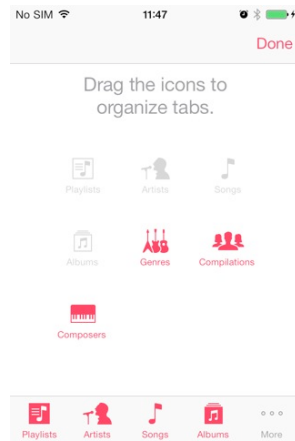 No SIM 11:47
Done
Drag the icons to
organize tabs.
Playlists Artists Songs
Albums Genres Compilations
Composers
Playlists Artists Songs Albums More